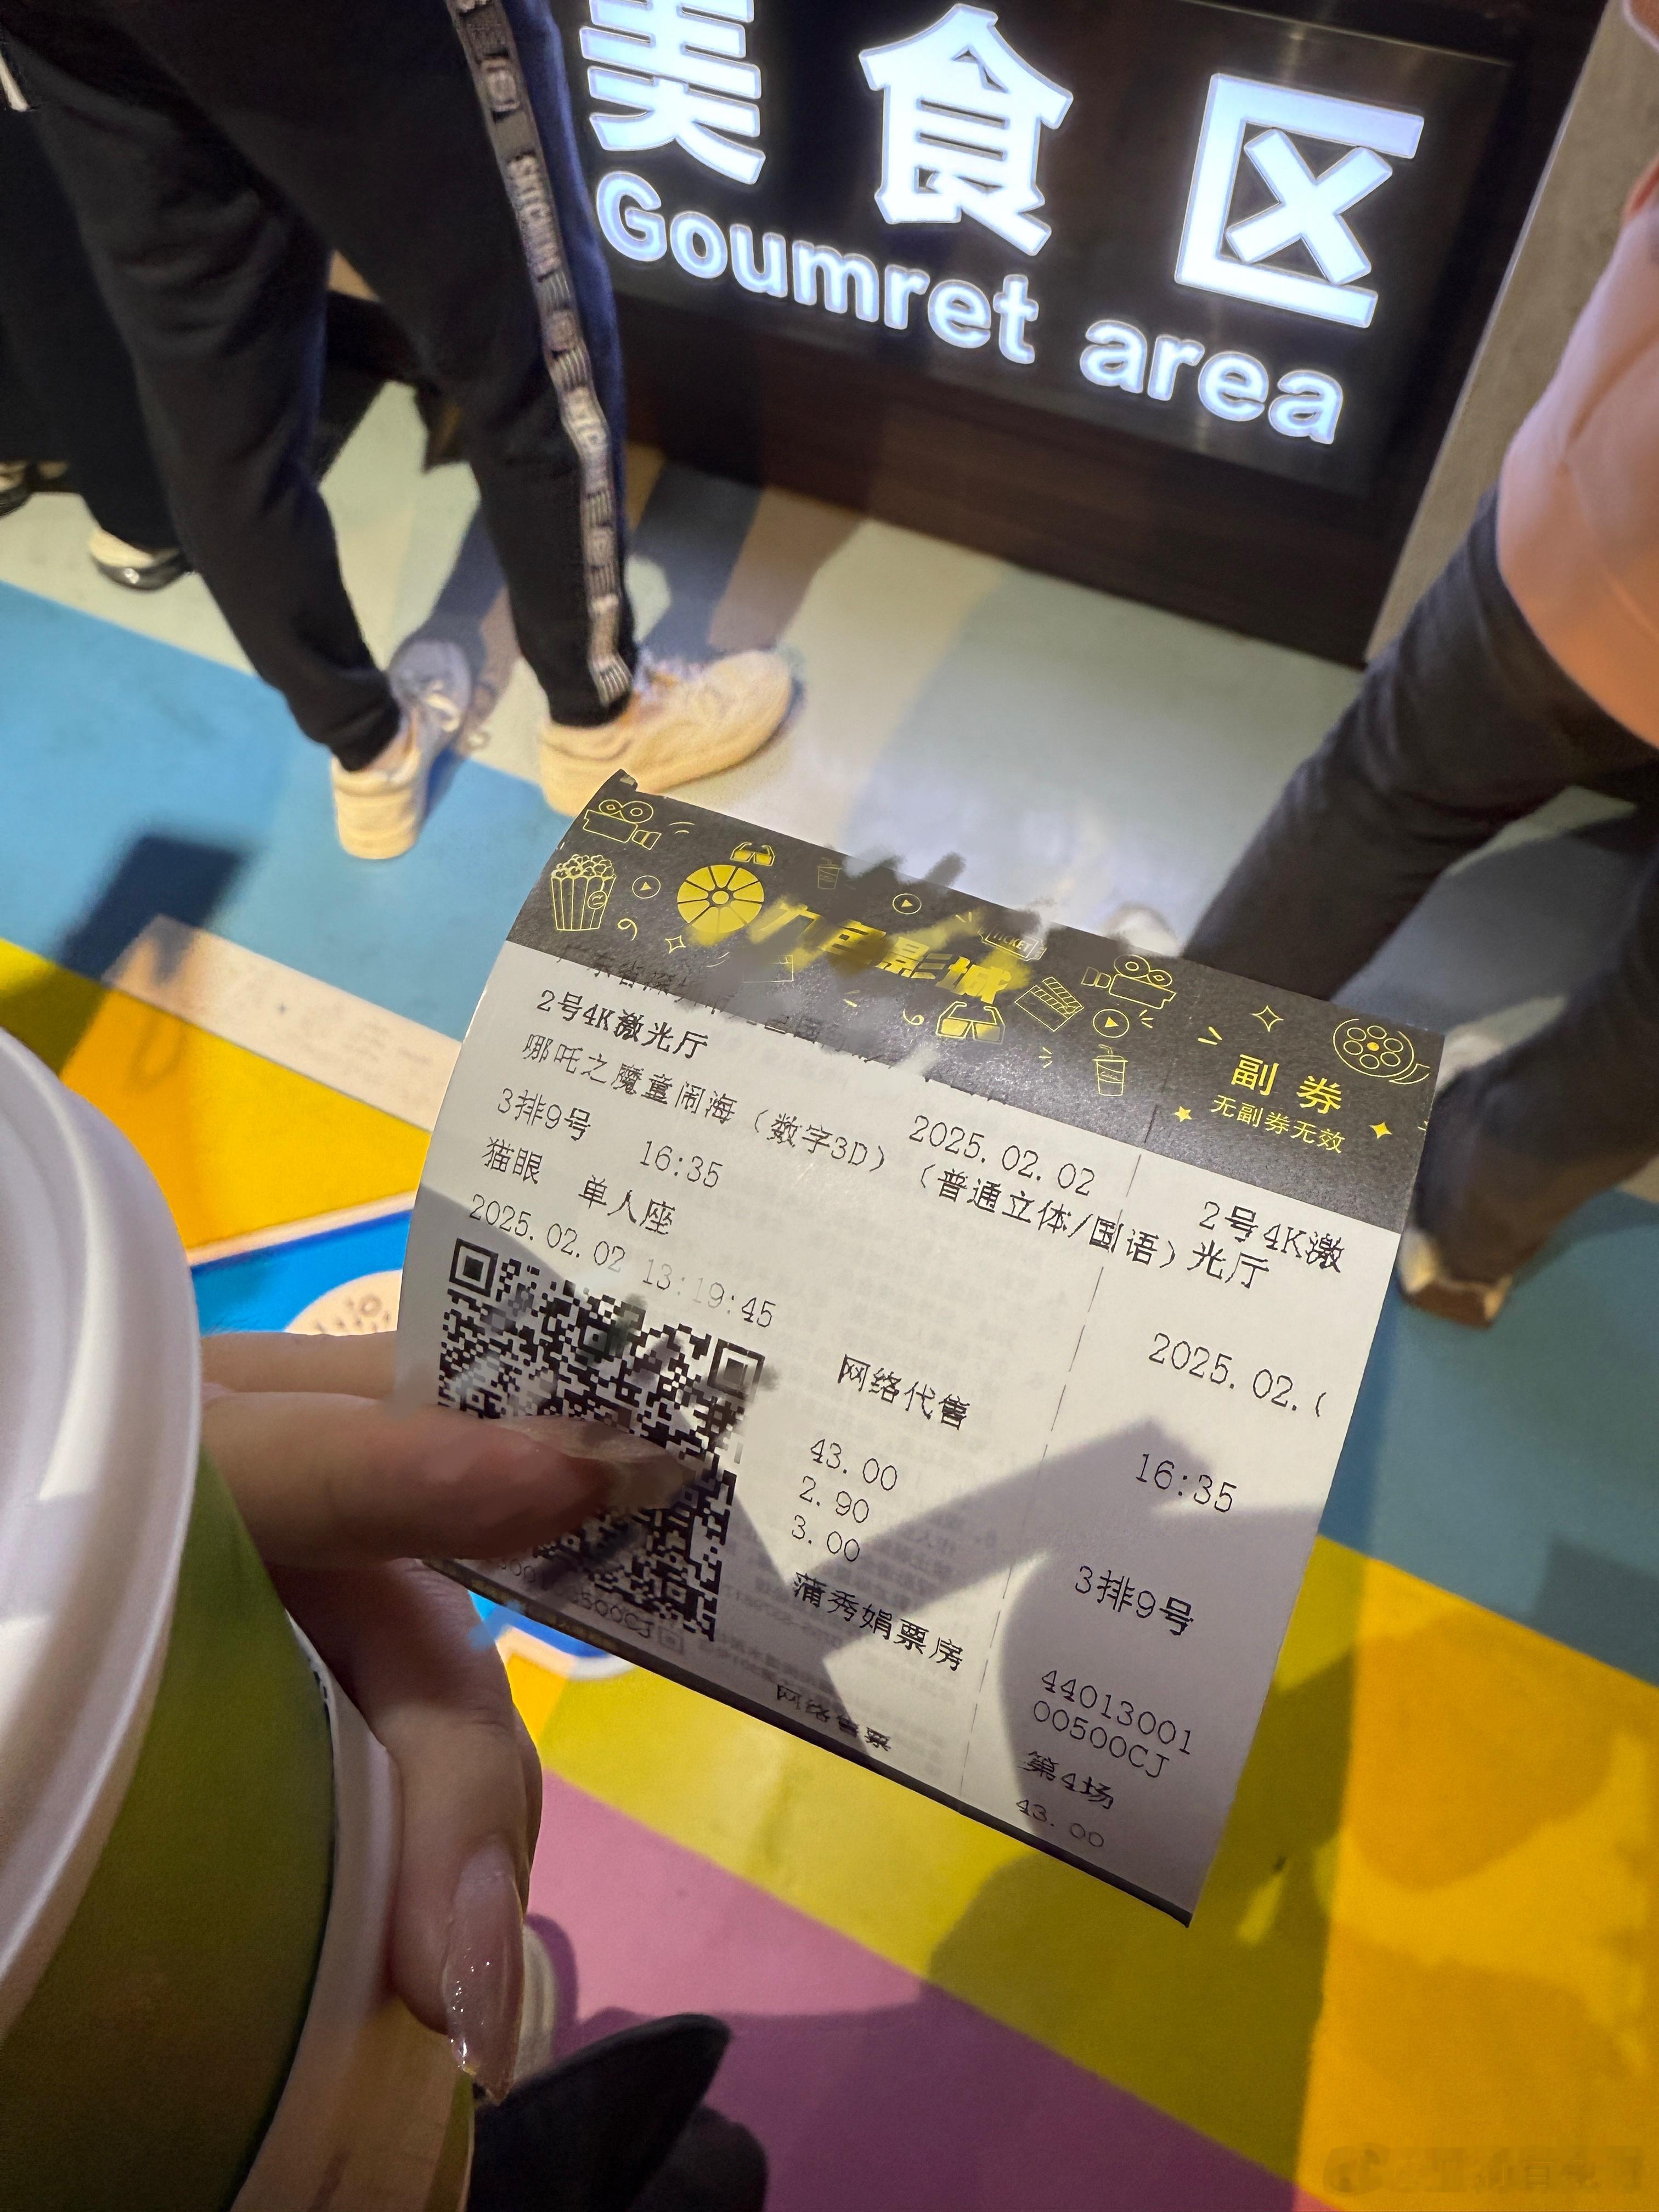 美食区
Goumret area
影城
TICKET
副券
无副券无效
2号4K激光厅
2025.02.02
哪吒之魔童闹海（数字3D）（普通立体/国语）
3排9号 16:35
猫眼 单人座
2025.02.02 13:19:45
网络代售
43.00
2.90
3.00
蒲秀娟票房
网络售票
2号4K激
光厅
2025.02.(
16:35
3排9号
44013001
00500CJ
第4场
43.00